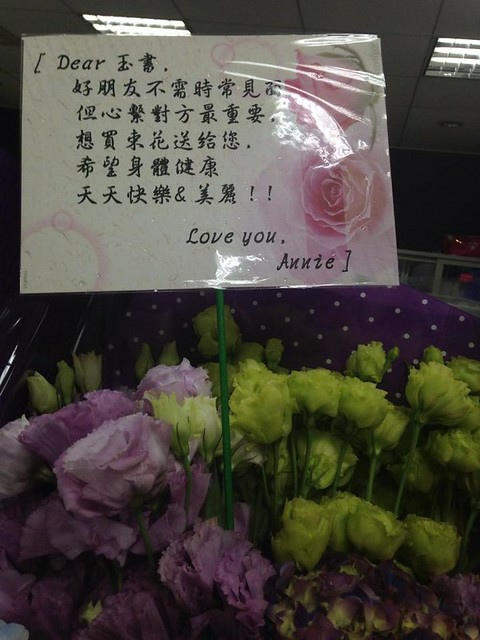 [ Dear 玉書,
好朋友不需時常見面
但心繫對方最重要,
想買束花送給您,
希望身體健康
天天快樂&美麗!!
Love you,
Annie ]